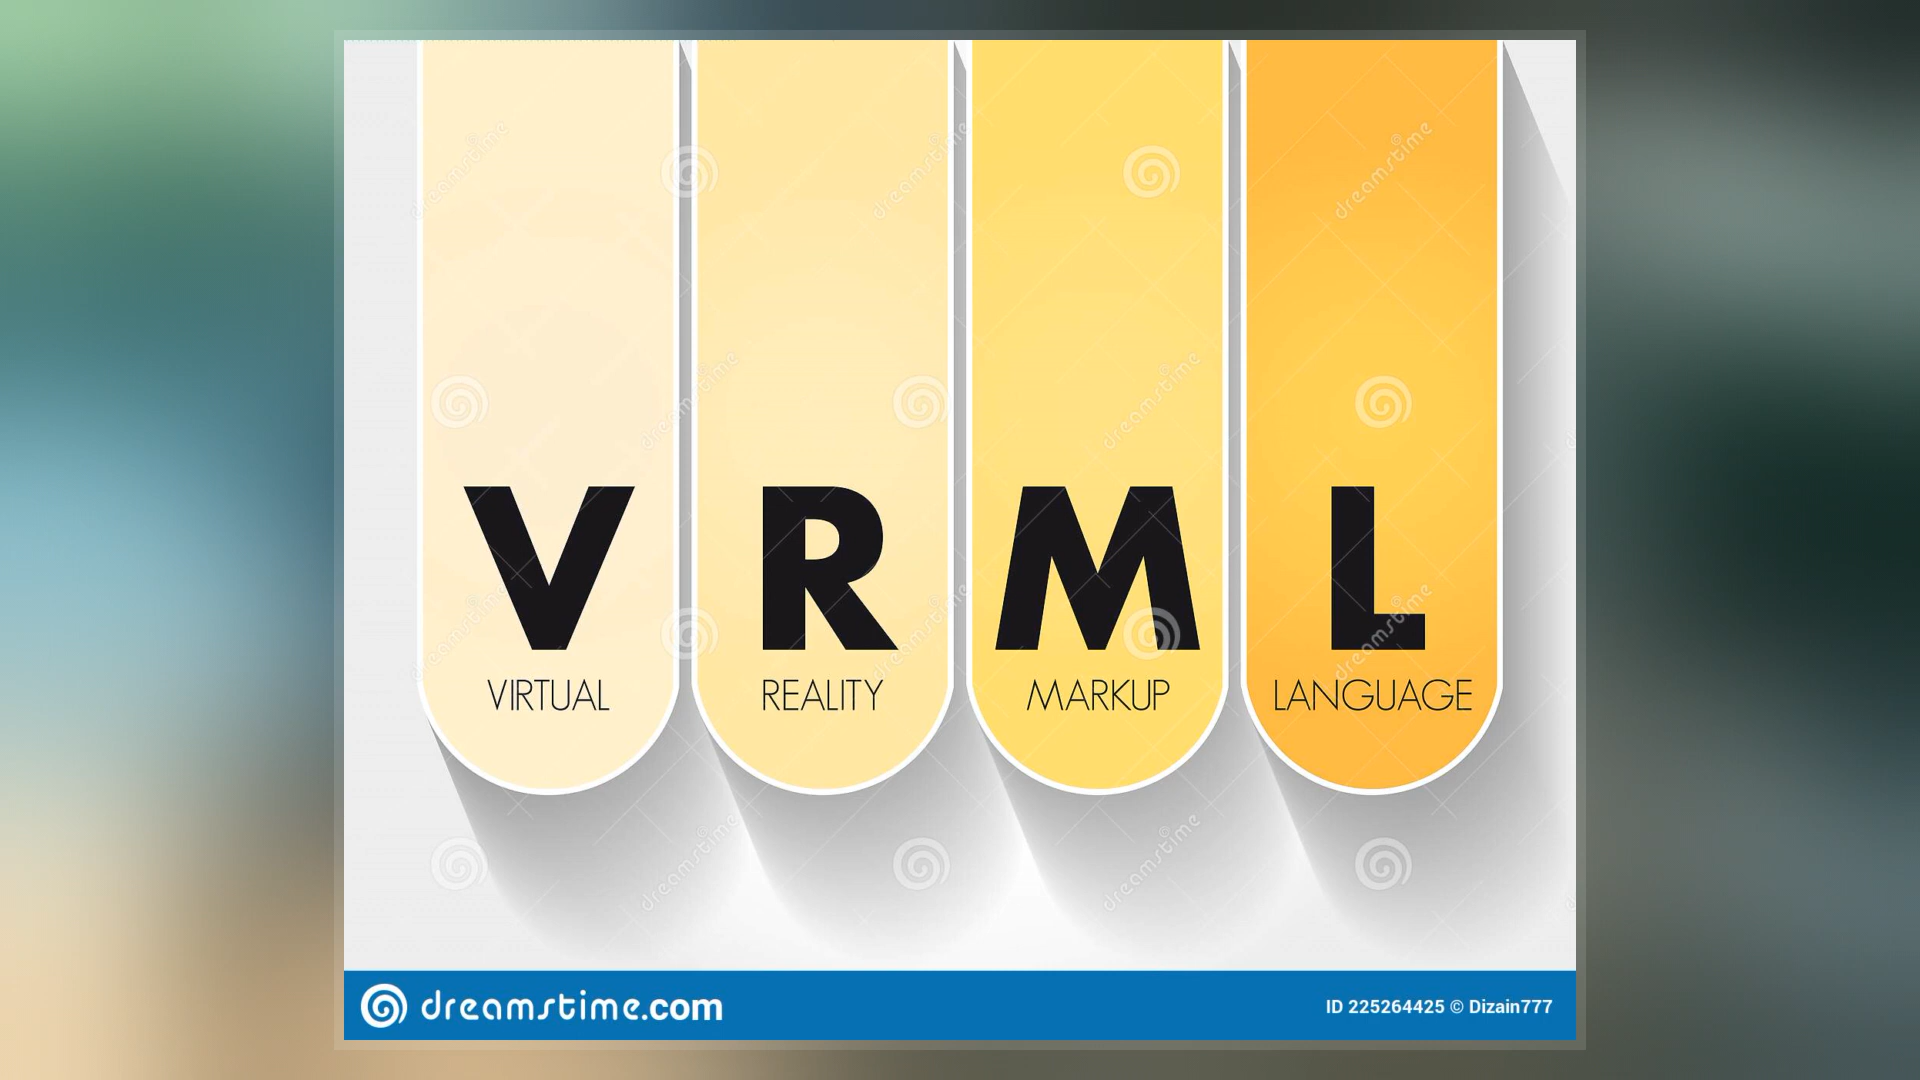 V R M L
VIRTUAL REALITY MARKUP LANGUAGE
dreamstime.com
ID 225264425 © Dizain777